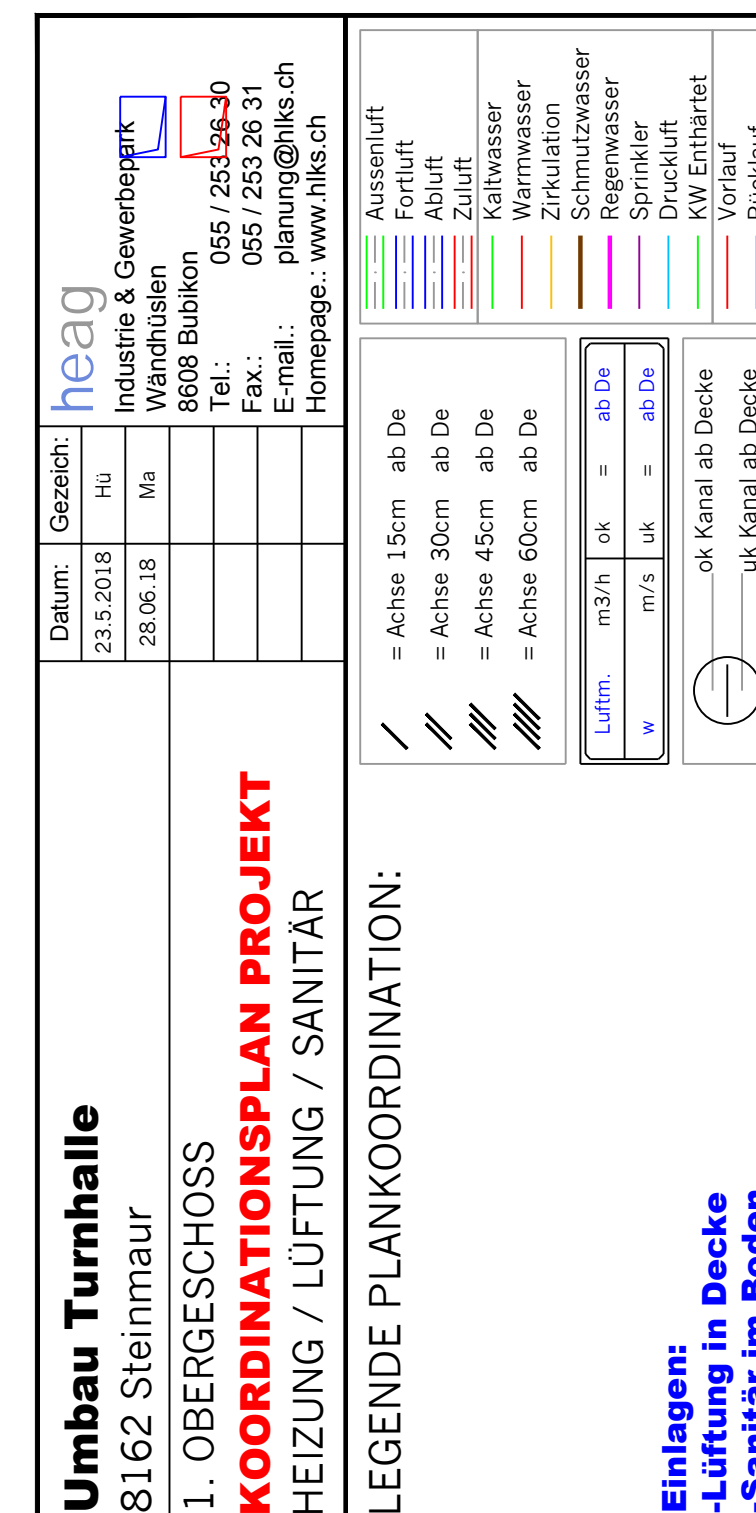 Umbau Turnhalle
8162 Steinmaur
1. OBERGESCHOSS
KOORDINATIONSPLAN PROJEKT
HEIZUNG / LÜFTUNG / SANITÄR
Datum: Gezeich:
23.5.2018 Hü
28.06.18 Ma
heag
Industrie & Gewerbepark
Wändhüslen
8608 Bubikon
Tel.: 055 / 253 26 30
Fax.: 055 / 253 26 31
E-mail.: planung@hlks.ch
Homepage.: www.hlks.ch
LEGENDE PLANKOORDINATION:
= Achse 15cm ab De
= Achse 30cm ab De
= Achse 45cm ab De
= Achse 60cm ab De
Luftm. m3/h ok = ab De
w m/s uk = ab De
ok Kanal ab Decke
uk Kanal ab Decke
Aussenluft
Fortluft
Abluft
Zuluft
Kaltwasser
Warmwasser
Zirkulation
Schmutzwasser
Regenwasser
Sprinkler
Druckluft
KW Enthärtet
Vorlauf
Rücklauf
Einlagen:
-Lüftung in Decke
-Sanitär im Boden